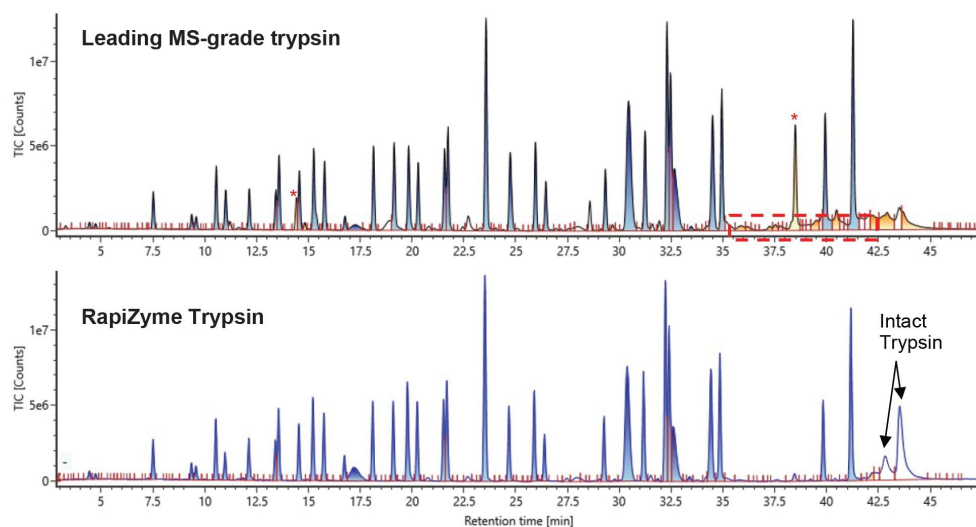 Leading MS-grade trypsin
TIC [Counts]
1e7
5e6
0
*
*
5 7.5 10 12.5 15 17.5 20 22.5 25 27.5 30 32.5 35 37.5 40 42.5 45
RapiZyme Trypsin
Intact
Trypsin
TIC [Counts]
1e7
5e6
0
5 7.5 10 12.5 15 17.5 20 22.5 25 27.5 30 32.5 35 37.5 40 42.5 45
Retention time [min]